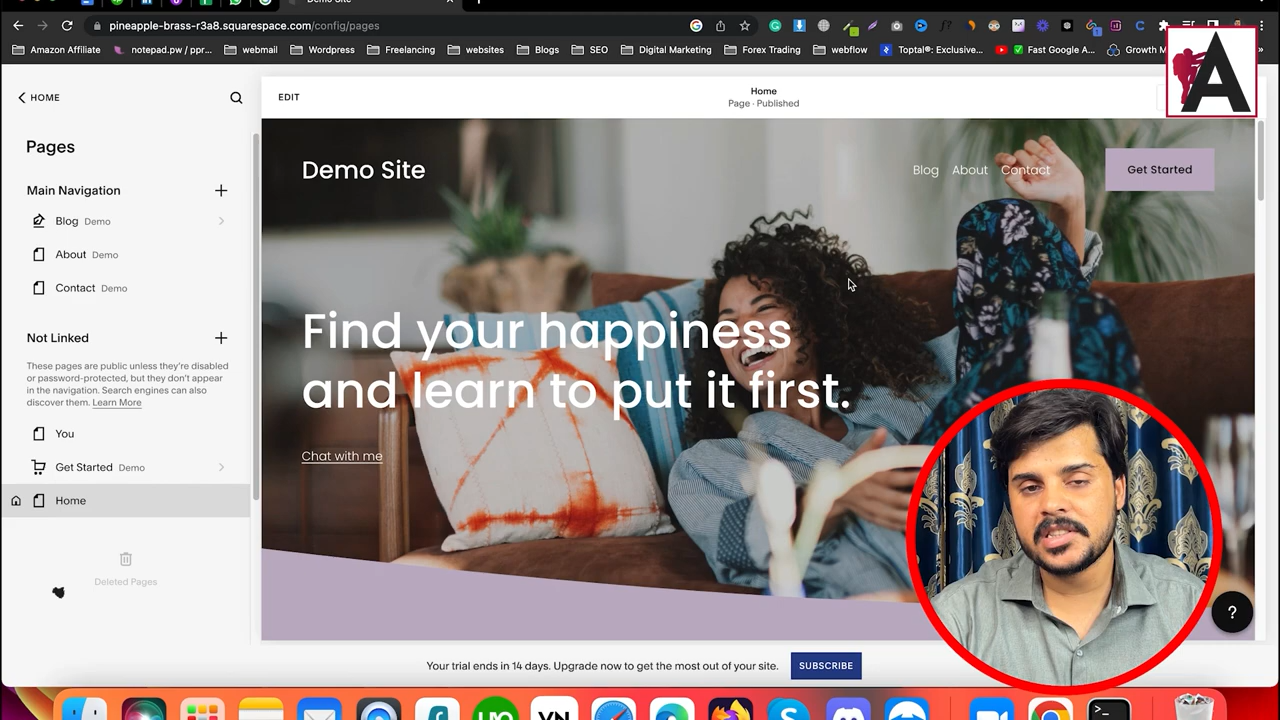 Demo Site
pineapple-brass-r3a8.squarespace.com/config/pages
Amazon Affiliate
notepad.pw / ppr...
webmail
Wordpress
Freelancing
websites
Blogs
SEO
Digital Marketing
Forex Trading
webflow
Toptal®: Exclusive...
Fast Google A...
Growth M
A
HOME
EDIT
Home
Page · Published
Pages
Main Navigation
Blog Demo
About Demo
Contact Demo
Not Linked
These pages are public unless they're disabled
or password-protected, but they don't appear
in the navigation. Search engines can also
discover them. Learn More
You
Get Started Demo
Home
Deleted Pages
Demo Site
Blog About Contact
Get Started
Find your happiness
and learn to put it first.
Chat with me
?
Your trial ends in 14 days. Upgrade now to get the most out of your site.
SUBSCRIBE
VN